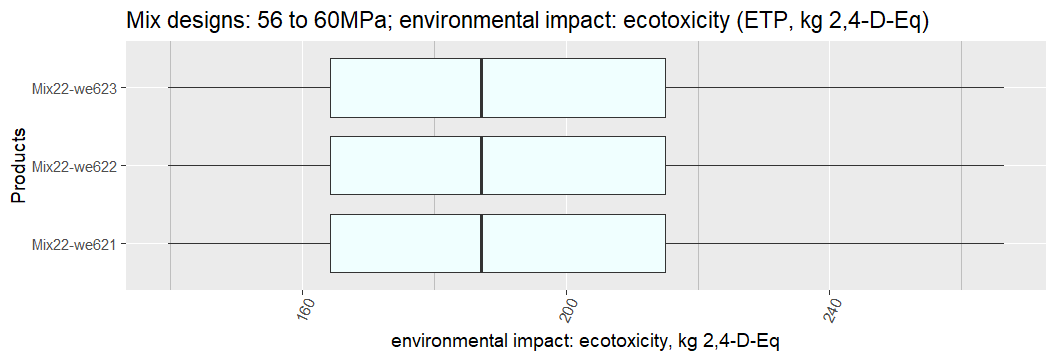 Mix designs: 56 to 60MPa; environmental impact: ecotoxicity (ETP, kg 2,4-D-Eq)
Products
Mix22-we623
Mix22-we622
Mix22-we621
160
200
240
environmental impact: ecotoxicity, kg 2,4-D-Eq